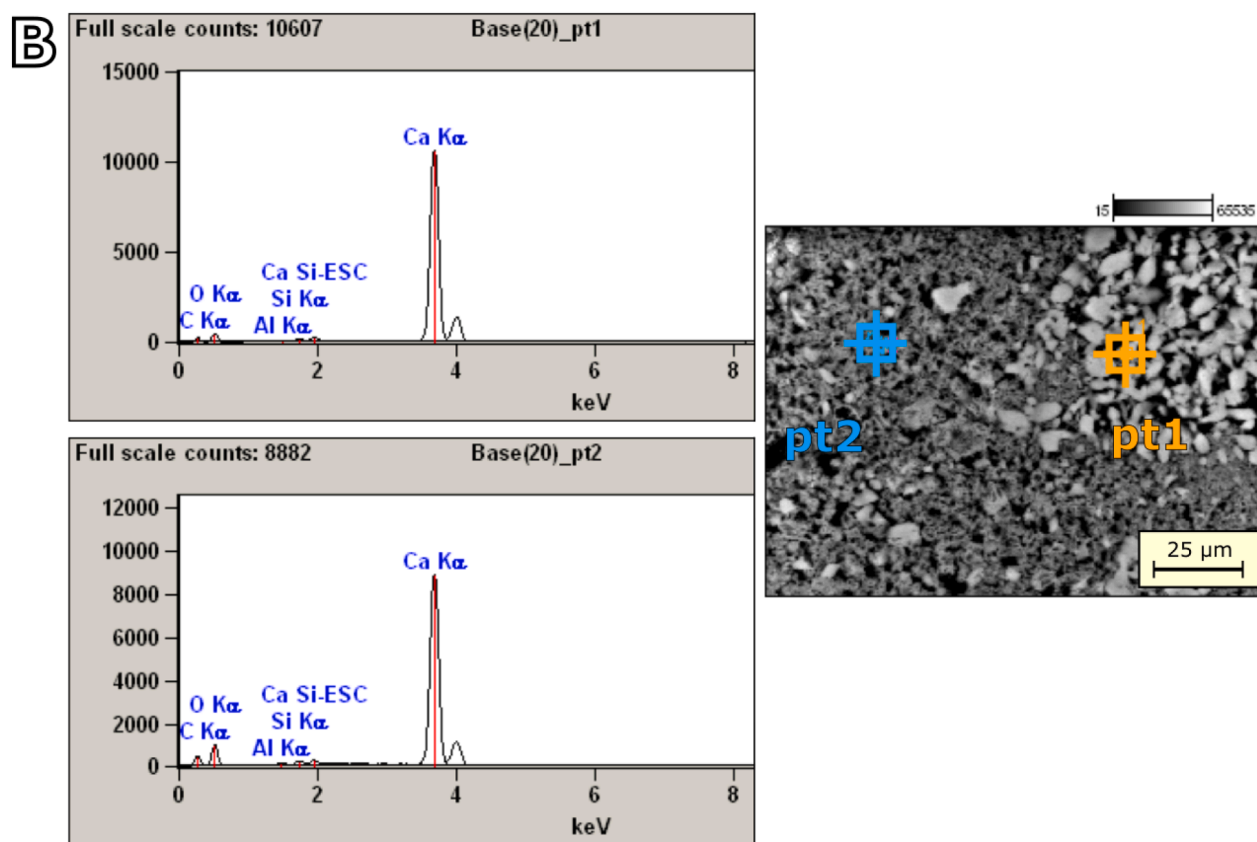 B
Full scale counts: 10607 Base(20)_pt1
15000
10000
5000
0
Ca Kα
Ca Si-ESC
O Kα
Si Kα
C Kα
Al Kα
0 2 4 6 8
keV
Full scale counts: 8882 Base(20)_pt2
12000
10000
8000
6000
4000
2000
0
Ca Kα
Ca Si-ESC
O Kα
Si Kα
C Kα
Al Kα
0 2 4 6 8
keV
15 65535
pt2
pt1
25 µm